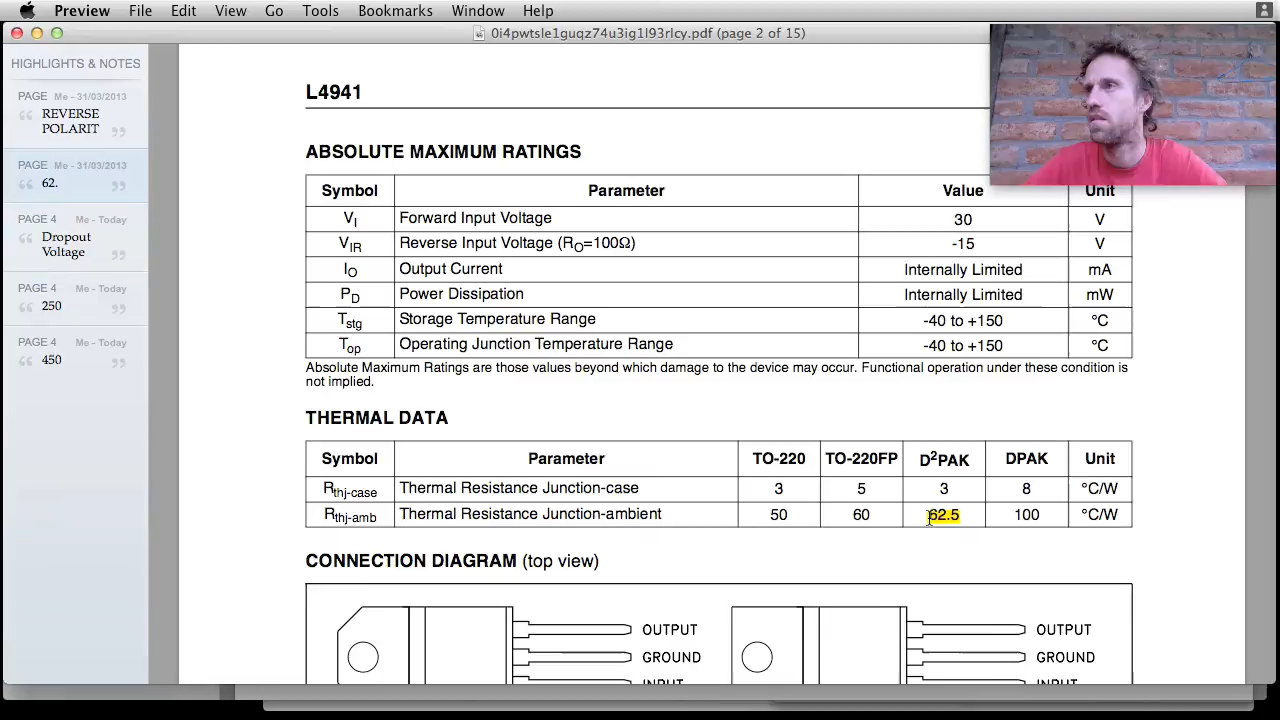 Preview File Edit View Go Tools Bookmarks Window Help
0i4pwtsle1guqz74u3ig1l93rlcy.pdf (page 2 of 15)
HIGHLIGHTS & NOTES
PAGE Me - 31/03/2013
“ REVERSE
POLARIT ”
PAGE Me - 31/03/2013
“ 62. ”
PAGE 4 Me - Today
“ Dropout
Voltage ”
PAGE 4 Me - Today
“ 250 ”
PAGE 4 Me - Today
“ 450 ”
L4941
ABSOLUTE MAXIMUM RATINGS
Symbol Parameter Value Unit
VI Forward Input Voltage 30 V
VIR Reverse Input Voltage (RO=100Ω) -15 V
IO Output Current Internally Limited mA
PD Power Dissipation Internally Limited mW
Tstg Storage Temperature Range -40 to +150 °C
Top Operating Junction Temperature Range -40 to +150 °C
Absolute Maximum Ratings are those values beyond which damage to the device may occur. Functional operation under these condition is
not implied.
THERMAL DATA
Symbol Parameter TO-220 TO-220FP D²PAK DPAK Unit
Rthj-case Thermal Resistance Junction-case 3 5 3 8 °C/W
Rthj-amb Thermal Resistance Junction-ambient 50 60 62.5 100 °C/W
CONNECTION DIAGRAM (top view)
OUTPUT OUTPUT
GROUND GROUND
INPUT INPUT